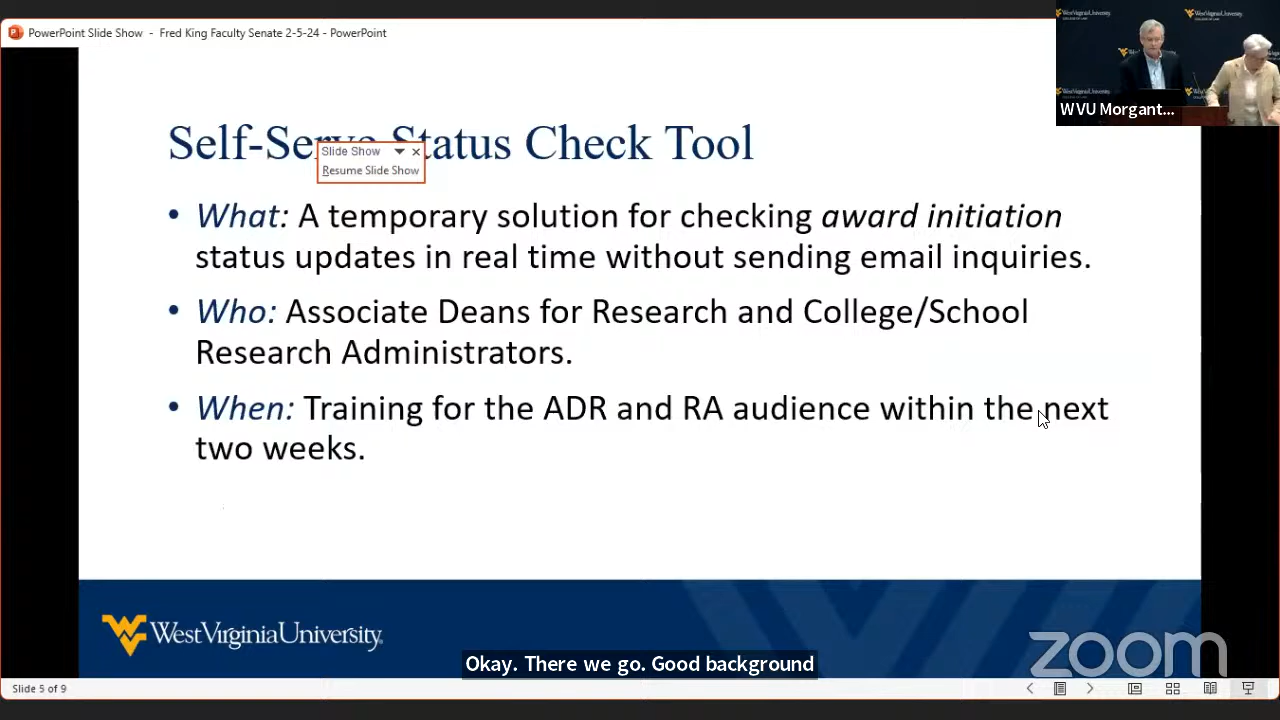 PowerPoint Slide Show - Fred King Faculty Senate 2-5-24 - PowerPoint
WestVirginiaUniversity
WestVirginiaUniversity
WVU Morgant...
Self-Serve Status Check Tool
Slide Show
Resume Slide Show
• What: A temporary solution for checking award initiation
status updates in real time without sending email inquiries.
• Who: Associate Deans for Research and College/School
Research Administrators.
• When: Training for the ADR and RA audience within the next
two weeks.
WestVirginiaUniversity
zoom
Okay. There we go. Good background
Slide 5 of 9